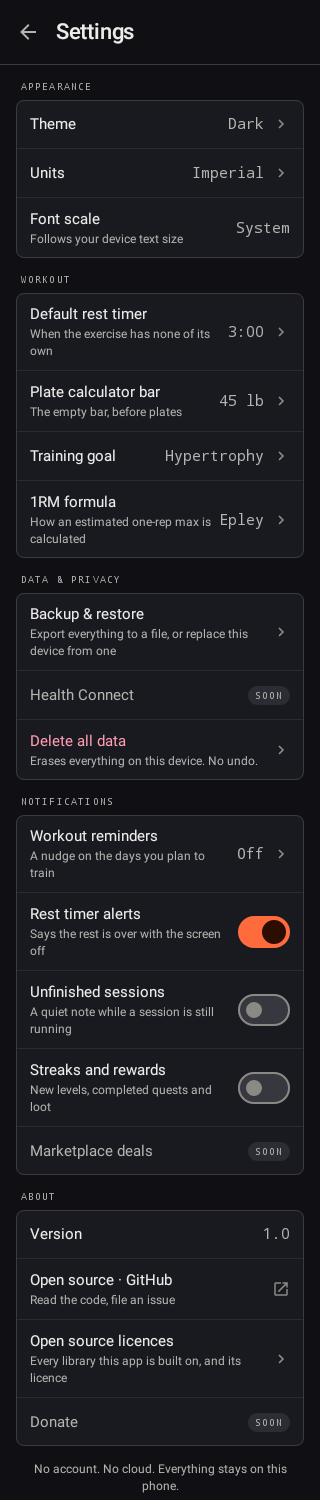 Settings
APPEARANCE
Theme
Dark
Units
Imperial
Font scale
Follows your device text size
System
WORKOUT
Default rest timer
When the exercise has none of its
own
3:00
Plate calculator bar
The empty bar, before plates
45 lb
Training goal
Hypertrophy
1RM formula
How an estimated one-rep max is
calculated
Epley
DATA & PRIVACY
Backup & restore
Export everything to a file, or replace this
device from one
Health Connect
SOON
Delete all data
Erases everything on this device. No undo.
NOTIFICATIONS
Workout reminders
A nudge on the days you plan to
train
Off
Rest timer alerts
Says the rest is over with the screen
off
Unfinished sessions
A quiet note while a session is still
running
Streaks and rewards
New levels, completed quests and
loot
Marketplace deals
SOON
ABOUT
Version
1.0
Open source · GitHub
Read the code, file an issue
Open source licences
Every library this app is built on, and its
licence
Donate
SOON
No account. No cloud. Everything stays on this
phone.